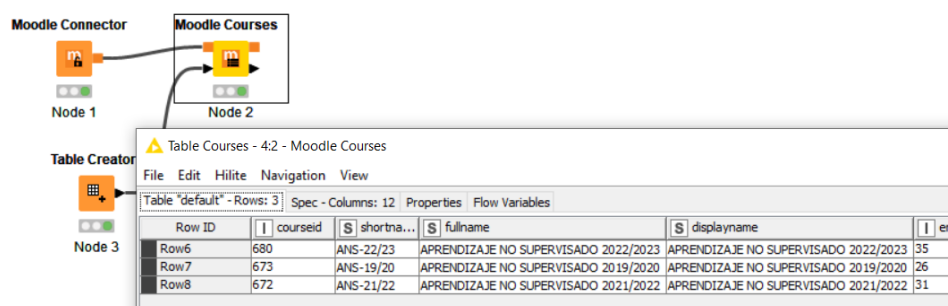 Moodle Connector
Moodle Courses
Node 1
Node 2
Table Creator
Node 3
Table Courses - 4:2 - Moodle Courses
File Edit Hilite Navigation View
Table "default" - Rows: 3 Spec - Columns: 12 Properties Flow Variables
Row ID I courseid S shortna... S fullname S displayname I en
Row6 680 ANS-22/23 APRENDIZAJE NO SUPERVISADO 2022/2023 APRENDIZAJE NO SUPERVISADO 2022/2023 35
Row7 673 ANS-19/20 APRENDIZAJE NO SUPERVISADO 2019/2020 APRENDIZAJE NO SUPERVISADO 2019/2020 26
Row8 672 ANS-21/22 APRENDIZAJE NO SUPERVISADO 2021/2022 APRENDIZAJE NO SUPERVISADO 2021/2022 31